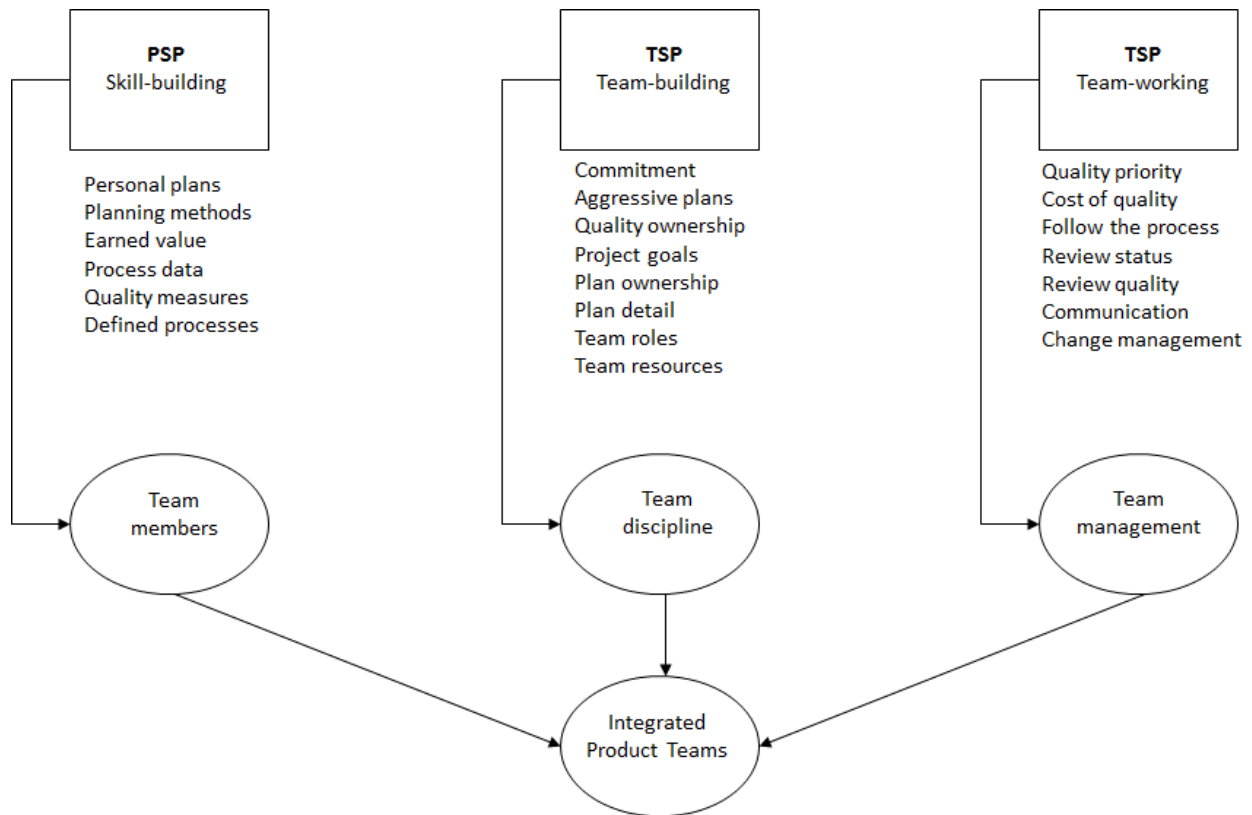 PSP
Skill-building
Personal plans
Planning methods
Earned value
Process data
Quality measures
Defined processes
Team
members
TSP
Team-building
Commitment
Aggressive plans
Quality ownership
Project goals
Plan ownership
Plan detail
Team roles
Team resources
Team
discipline
TSP
Team-working
Quality priority
Cost of quality
Follow the process
Review status
Review quality
Communication
Change management
Team
management
Integrated
Product Teams